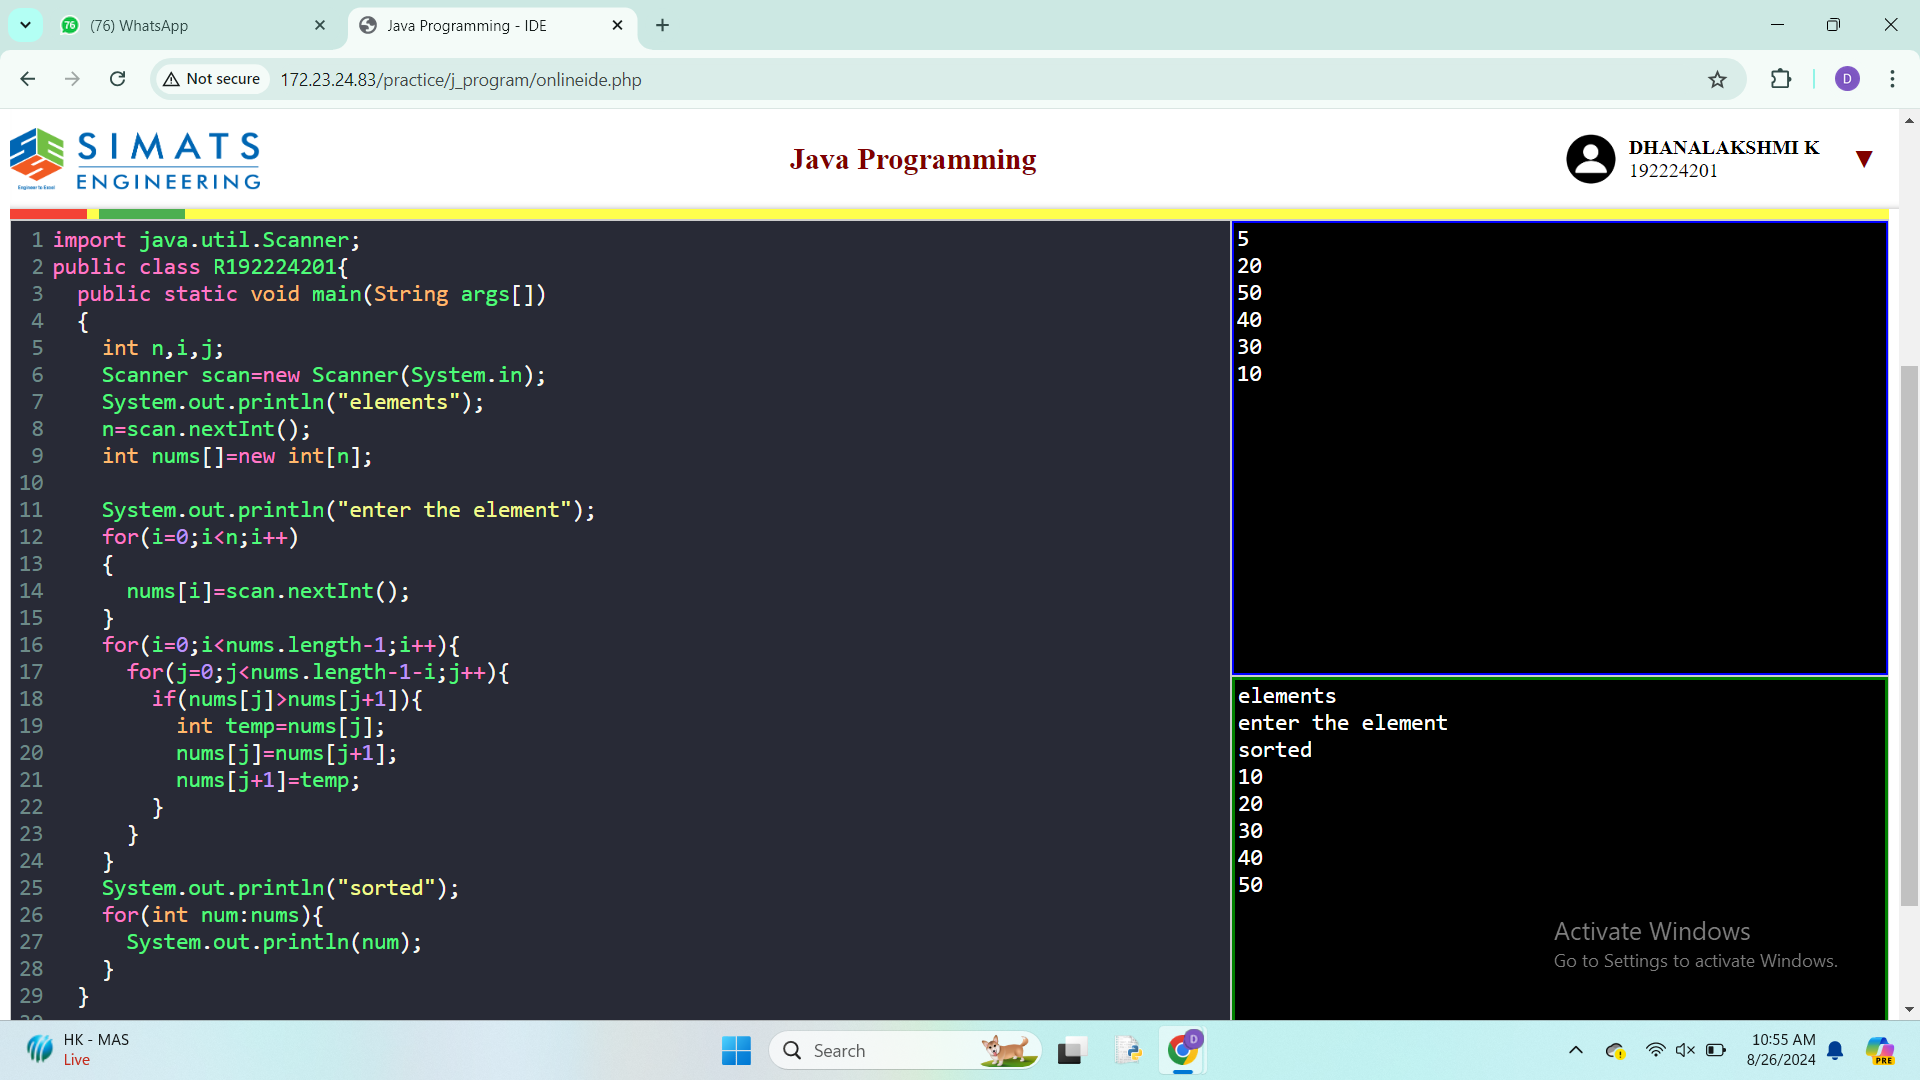 (76) WhatsApp
Java Programming - IDE
Not secure
172.23.24.83/practice/j_program/onlineide.php
D
SIMATS
ENGINEERING
Engineer to Excel
Java Programming
DHANALAKSHMI K
192224201
1 import java.util.Scanner;
2 public class R192224201{
3   public static void main(String args[])
4   {
5     int n,i,j;
6     Scanner scan=new Scanner(System.in);
7     System.out.println("elements");
8     n=scan.nextInt();
9     int nums[]=new int[n];
10
11     System.out.println("enter the element");
12     for(i=0;i<n;i++)
13     {
14       nums[i]=scan.nextInt();
15     }
16     for(i=0;i<nums.length-1;i++){
17       for(j=0;j<nums.length-1-i;j++){
18         if(nums[j]>nums[j+1]){
19           int temp=nums[j];
20           nums[j]=nums[j+1];
21           nums[j+1]=temp;
22         }
23       }
24     }
25     System.out.println("sorted");
26     for(int num:nums){
27       System.out.println(num);
28     }
29   }
5
20
50
40
30
10
elements
enter the element
sorted
10
20
30
40
50
Activate Windows
Go to Settings to activate Windows.
HK - MAS
Live
Search
D
10:55 AM
8/26/2024
PRE